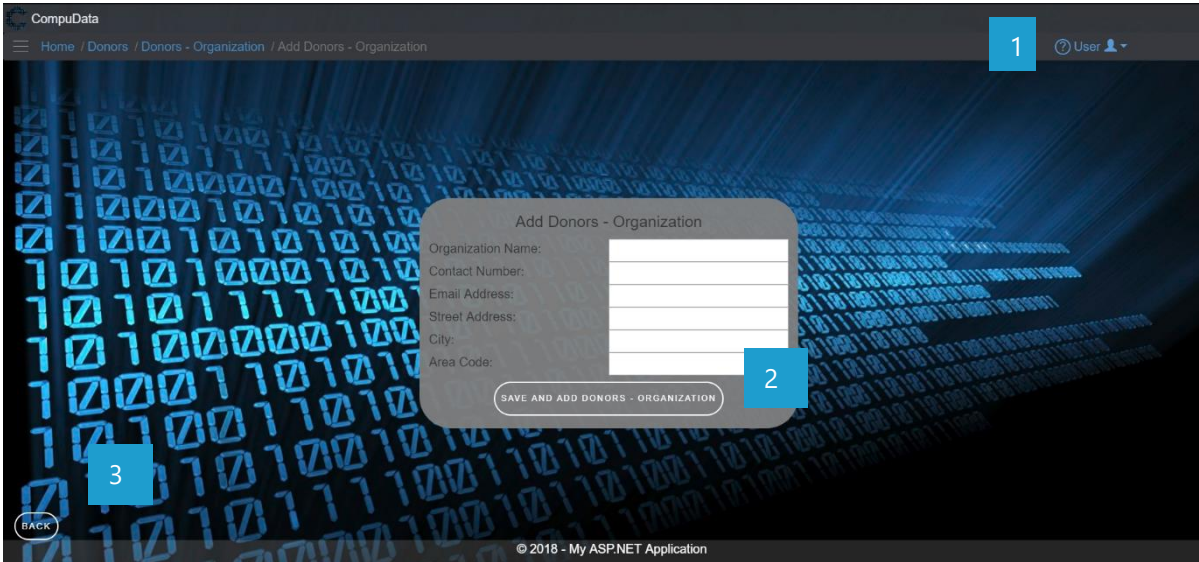 CompuData
Home / Donors / Donors - Organization / Add Donors - Organization
1
? User
Add Donors - Organization
Organization Name:
Contact Number:
Email Address:
Street Address:
City:
Area Code:
2
SAVE AND ADD DONORS - ORGANIZATION
3
BACK
© 2018 - My ASP.NET Application